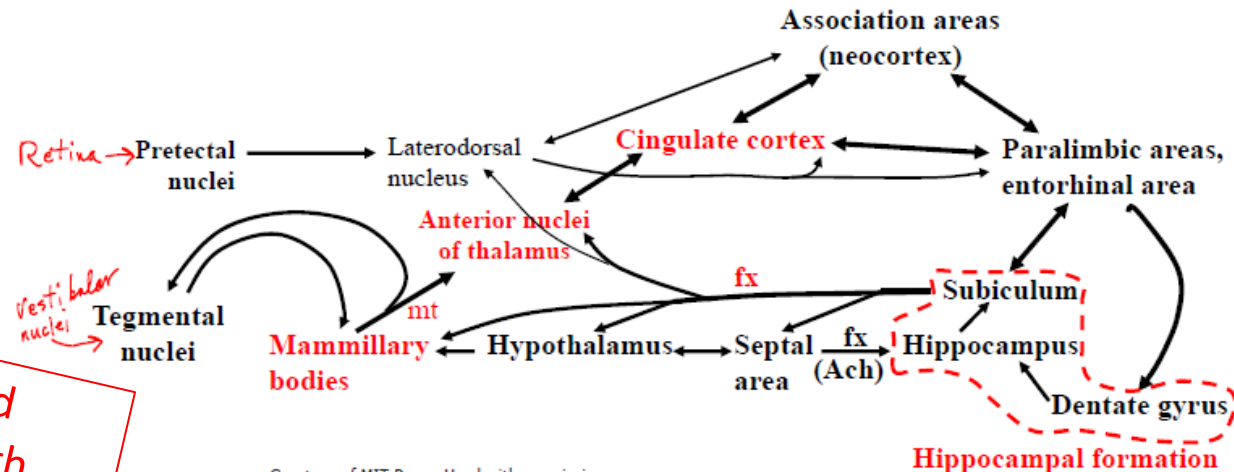 Association areas
(neocortex)
Retina → Pretectal
nuclei
Laterodorsal
nucleus
Cingulate cortex
Paralimbic areas,
entorhinal area
Anterior nuclei
of thalamus
vestibular
nuclei
Tegmental
nuclei
mt
fx
Subiculum
Mammillary
bodies
Hypothalamus
Septal
area
fx
(Ach)
Hippocampus
Dentate gyrus
Hippocampal formation